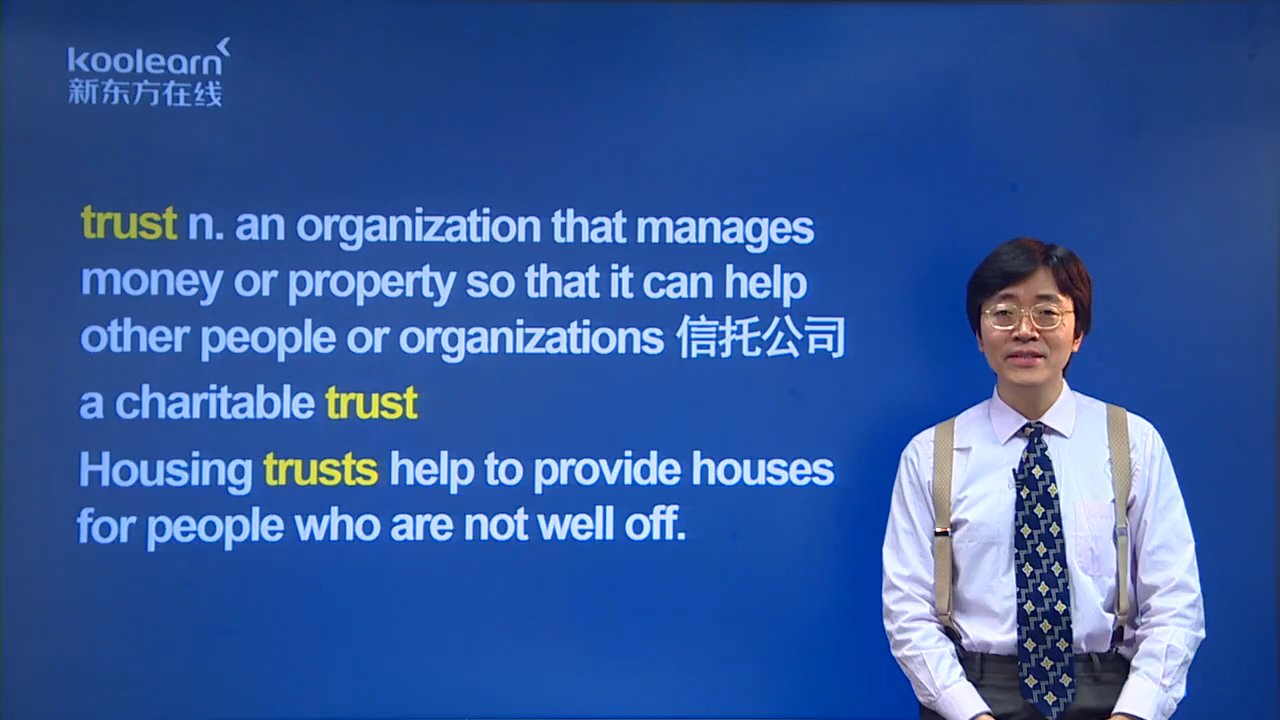 koolearn
新东方在线
trust n. an organization that manages
money or property so that it can help
other people or organizations 信托公司
a charitable trust
Housing trusts help to provide houses
for people who are not well off.